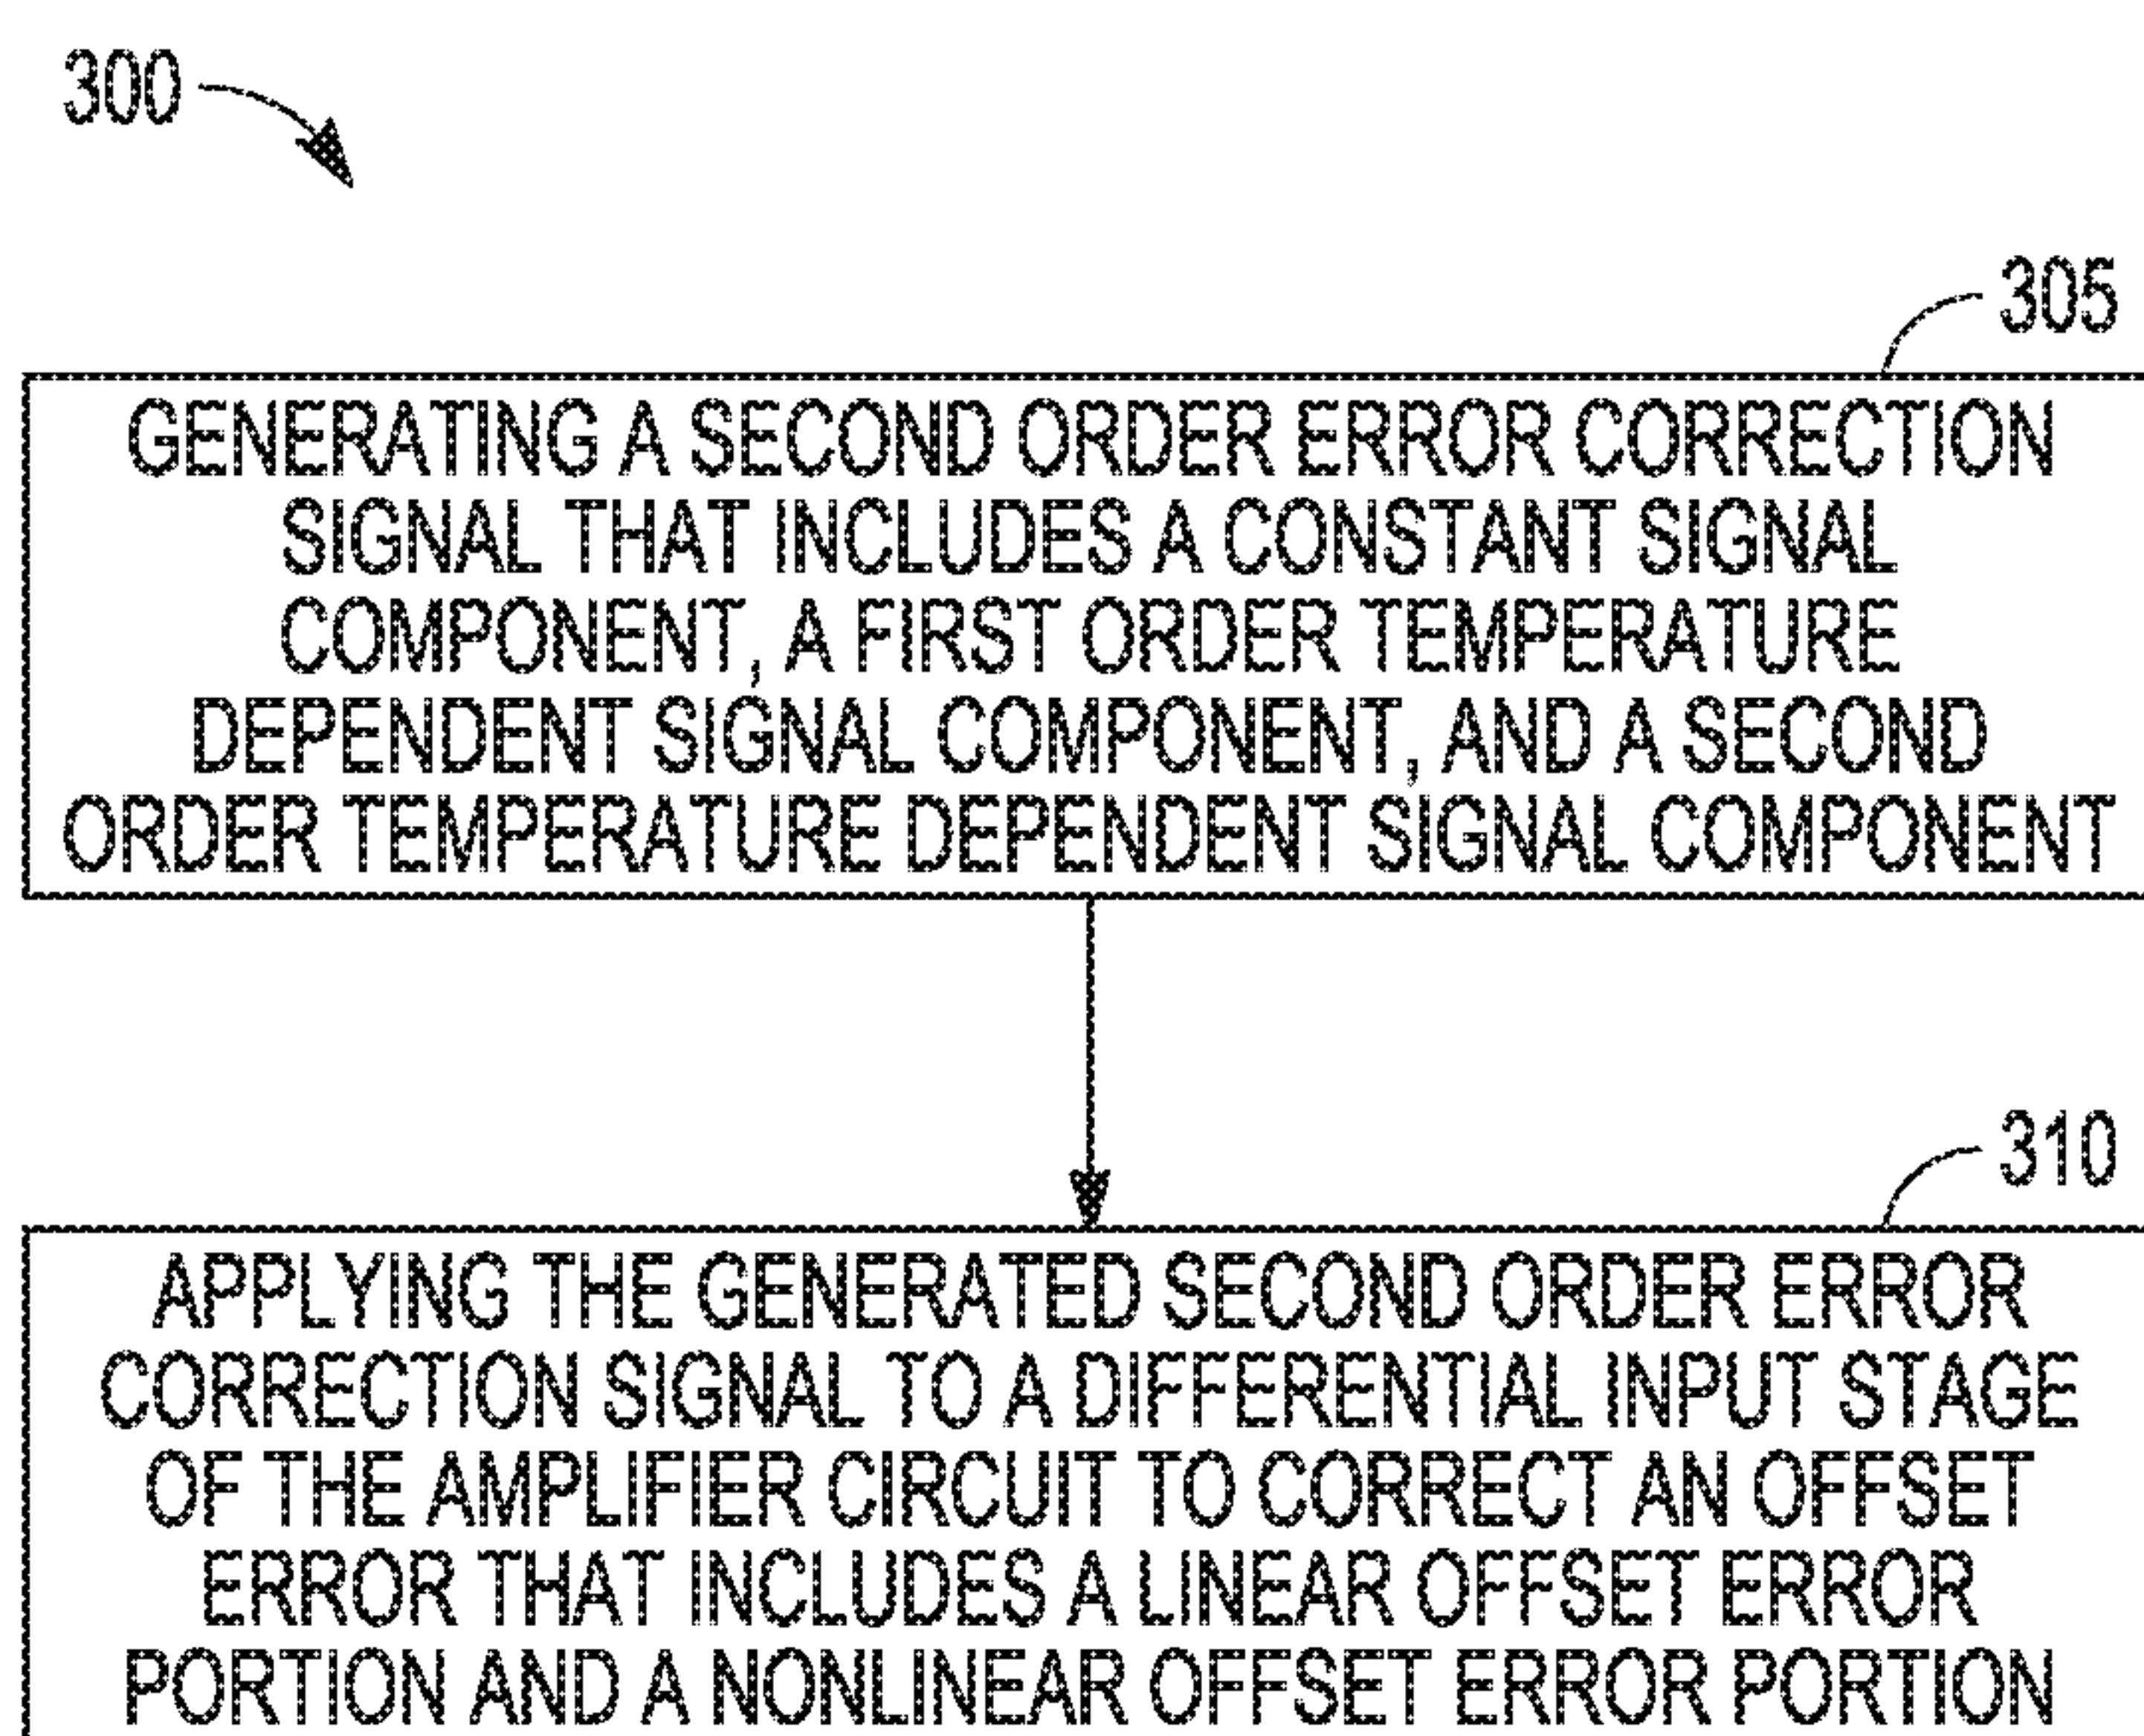 300
305
GENERATING A SECOND ORDER ERROR CORRECTION
SIGNAL THAT INCLUDES A CONSTANT SIGNAL
COMPONENT, A FIRST ORDER TEMPERATURE
DEPENDENT SIGNAL COMPONENT, AND A SECOND
ORDER TEMPERATURE DEPENDENT SIGNAL COMPONENT
310
APPLYING THE GENERATED SECOND ORDER ERROR
CORRECTION SIGNAL TO A DIFFERENTIAL INPUT STAGE
OF THE AMPLIFIER CIRCUIT TO CORRECT AN OFFSET
ERROR THAT INCLUDES A LINEAR OFFSET ERROR
PORTION AND A NONLINEAR OFFSET ERROR PORTION